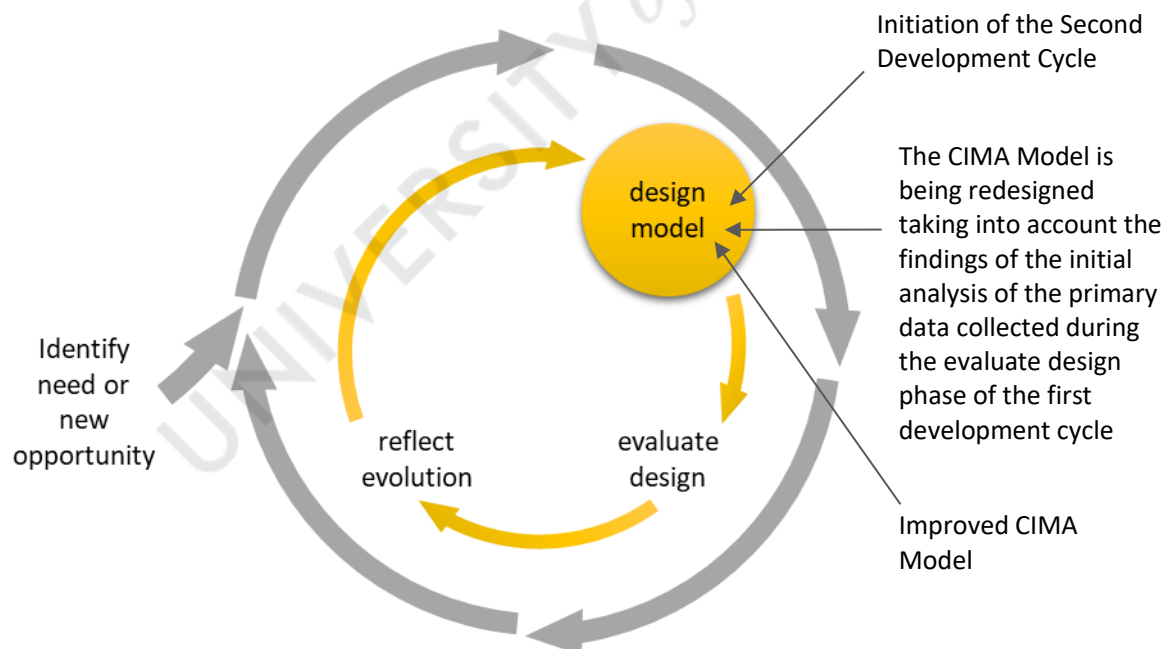 UNIVERSITY of
Initiation of the Second
Development Cycle
design
model
The CIMA Model is
being redesigned
taking into account the
findings of the initial
analysis of the primary
data collected during
the evaluate design
phase of the first
development cycle
Identify
need or
new
opportunity
reflect
evolution
evaluate
design
Improved CIMA
Model